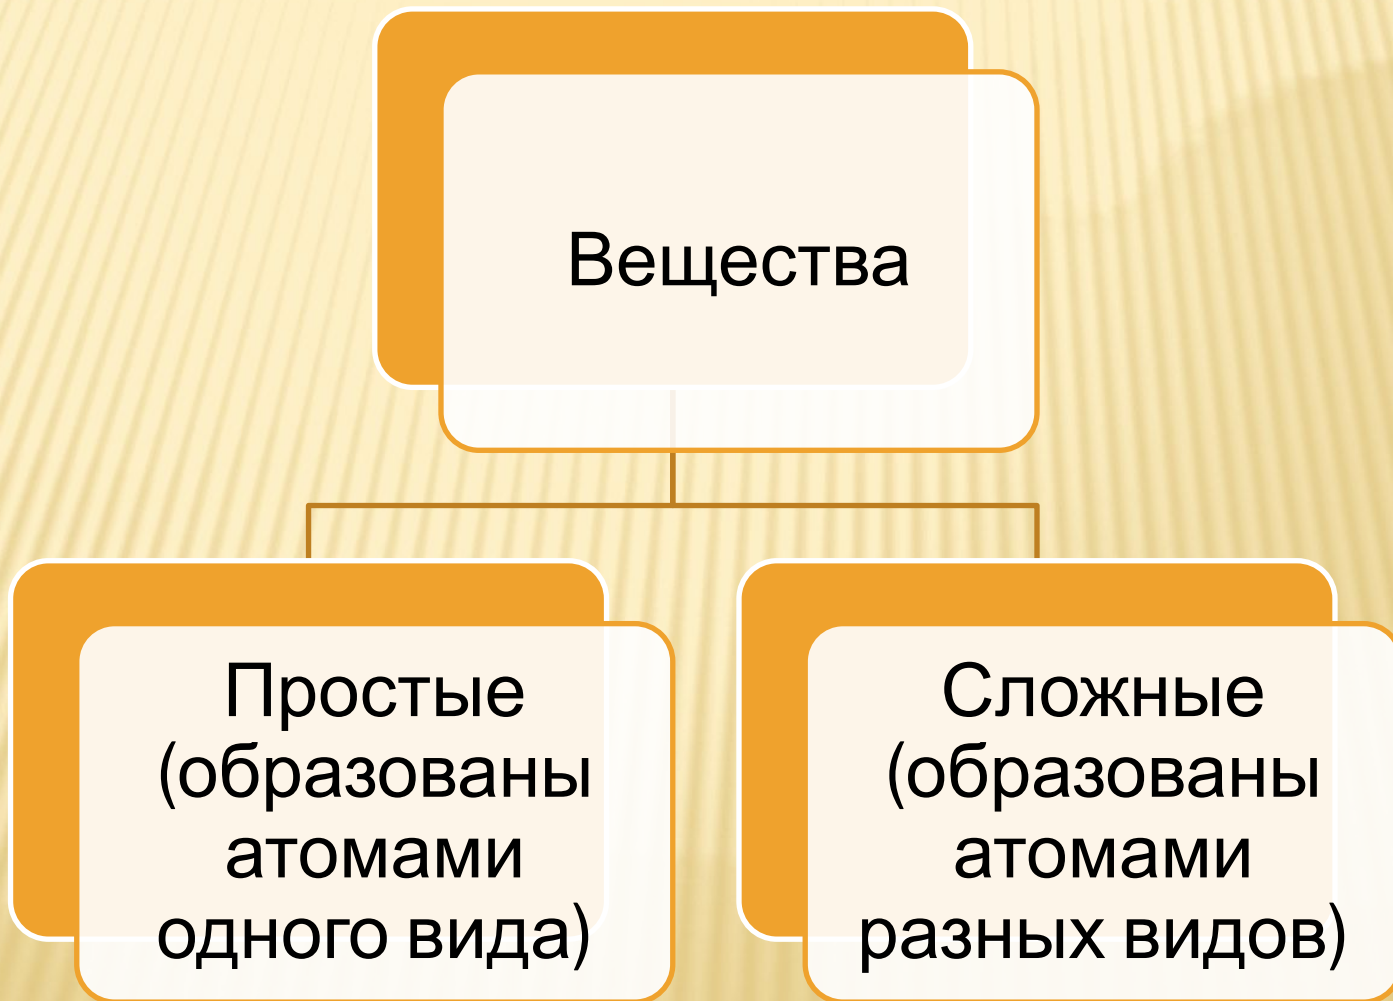 Вещества
Простые
(образованы
атомами
одного вида)
Сложные
(образованы
атомами
разных видов)